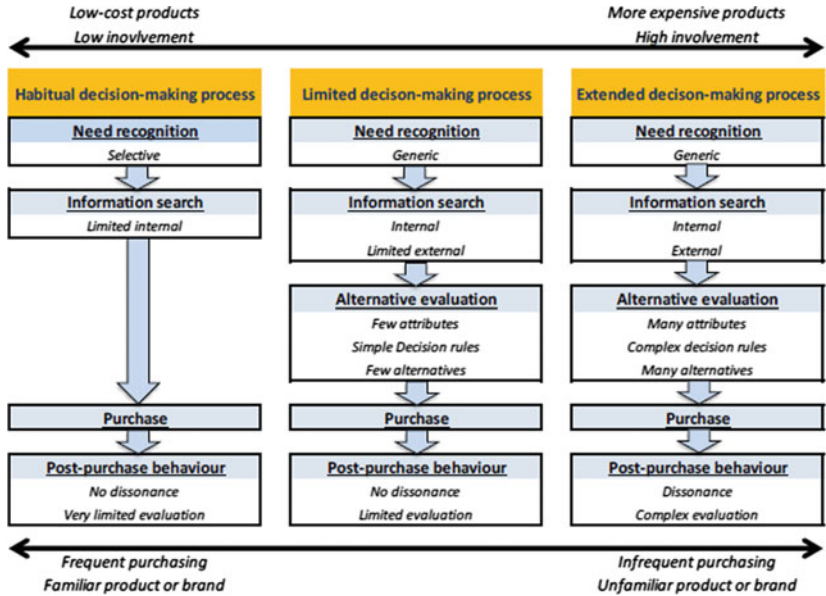 Low-cost products
Low inovlvement
More expensive products
High involvement
Habitual decision-making process
Need recognition
Selective
Information search
Limited internal
Purchase
Post-purchase behaviour
No dissonance
Very limited evaluation
Limited decison-making process
Need recognition
Generic
Information search
Internal
Limited external
Alternative evaluation
Few attributes
Simple Decision rules
Few alternatives
Purchase
Post-purchase behaviour
No dissonance
Limited evaluation
Extended decison-making process
Need recognition
Generic
Information search
Internal
External
Alternative evaluation
Many attributes
Complex decision rules
Many alternatives
Purchase
Post-purchase behaviour
Dissonance
Complex evaluation
Frequent purchasing
Familiar product or brand
Infrequent purchasing
Unfamiliar product or brand